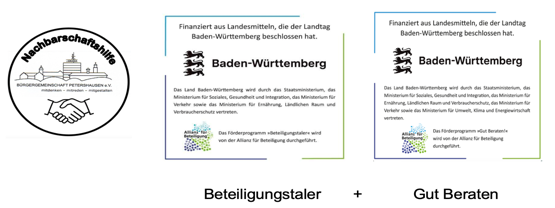 Nachbarschaftshilfe
BÜRGERGEMEINSCHAFT PETERSHAUSEN e.V.
Finanziert aus Landesmitteln, die der Landtag
Baden-Württemberg beschlossen hat.
Baden-Württemberg
Das Land Baden-Württemberg wird durch das Staatsministerium, das
Ministerium für Soziales, Gesundheit und Integration, das Ministerium für
Verkehr sowie das Ministerium für Ernährung, Ländlichen Raum und
Verbraucherschutz vertreten.
Allianz für
Beteiligung
Das Förderprogramm »Beteiligungstaler« wird
von der Allianz für Beteiligung durchgeführt.
Finanziert aus Landesmitteln, die der Landtag
Baden-Württemberg beschlossen hat.
Baden-Württemberg
Das Land Baden-Württemberg wird durch das Staatsministerium, das
Ministerium für Soziales, Gesundheit und Integration, das Ministerium für
Ernährung, Ländlichen Raum und Verbraucherschutz, das Ministerium für
Verkehr sowie das Ministerium für Umwelt, Klima und Energiewirtschaft
vertreten.
Allianz für
Beteiligung
Das Förderprogramm »Gut Beraten!«
wird von der Allianz für Beteiligung
durchgeführt.
Beteiligungstaler + Gut Beraten